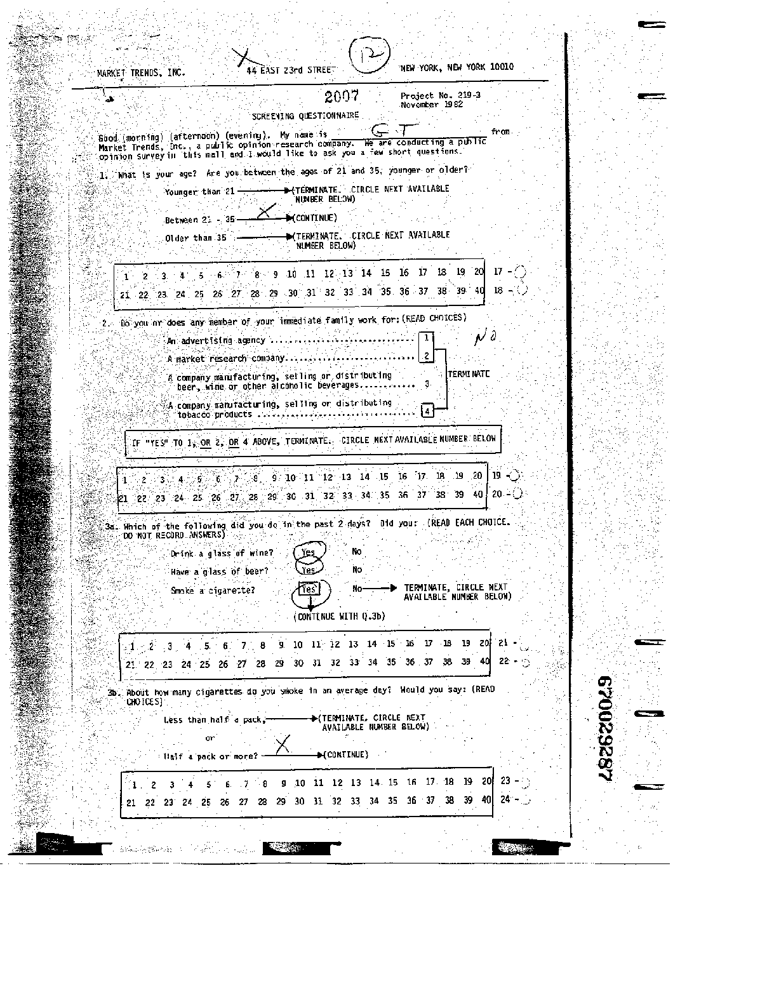 12
MARKET TRENDS, INC. 44 EAST 23rd STREET NEW YORK, NEW YORK 10010
2007 Project No. 219-3
November 1982
SCREENING QUESTIONNAIRE
Good (morning) (afternoon) (evening). My name is G T from
Market Trends, Inc., a public opinion research company. We are conducting a public
opinion survey in this mall and I would like to ask you a few short questions.
1. What is your age? Are you between the ages of 21 and 35, younger or older?
Younger than 21 (TERMINATE. CIRCLE NEXT AVAILABLE
NUMBER BELOW)
Between 21 - 35 X (CONTINUE)
Older than 35 (TERMINATE. CIRCLE NEXT AVAILABLE
NUMBER BELOW)
1 2 3 4 5 6 7 8 9 10 11 12 13 14 15 16 17 18 19 20 17 -
21 22 23 24 25 26 27 28 29 30 31 32 33 34 35 36 37 38 39 40 18 -
2. Do you or does any member of your immediate family work for: (READ CHOICES)
An advertising agency ............................ 1 NO
A market research company......................... 2
A company manufacturing, selling or distributing TERMINATE
beer, wine or other alcoholic beverages............ 3
A company manufacturing, selling or distributing
tobacco products ................................. 4
IF "YES" TO 1, OR 2, OR 4 ABOVE, TERMINATE. CIRCLE NEXT AVAILABLE NUMBER BELOW
1 2 3 4 5 6 7 8 9 10 11 12 13 14 15 16 17 18 19 20 19 -
21 22 23 24 25 26 27 28 29 30 31 32 33 34 35 36 37 38 39 40 20 -
3a. Which of the following did you do in the past 2 days? Did you: (READ EACH CHOICE.
DO NOT RECORD ANSWERS)
Drink a glass of wine? Yes No
Have a glass of beer? Yes No
Smoke a cigarette? Yes No TERMINATE, CIRCLE NEXT
AVAILABLE NUMBER BELOW)
(CONTINUE WITH Q.3b)
1 2 3 4 5 6 7 8 9 10 11 12 13 14 15 16 17 18 19 20 21 -
21 22 23 24 25 26 27 28 29 30 31 32 33 34 35 36 37 38 39 40 22 -
3b. About how many cigarettes do you smoke in an average day? Would you say: (READ
CHOICES)
Less than half a pack, (TERMINATE, CIRCLE NEXT
AVAILABLE NUMBER BELOW)
or
Half a pack or more? X (CONTINUE)
1 2 3 4 5 6 7 8 9 10 11 12 13 14 15 16 17 18 19 20 23 -
21 22 23 24 25 26 27 28 29 30 31 32 33 34 35 36 37 38 39 40 24 -
670029287